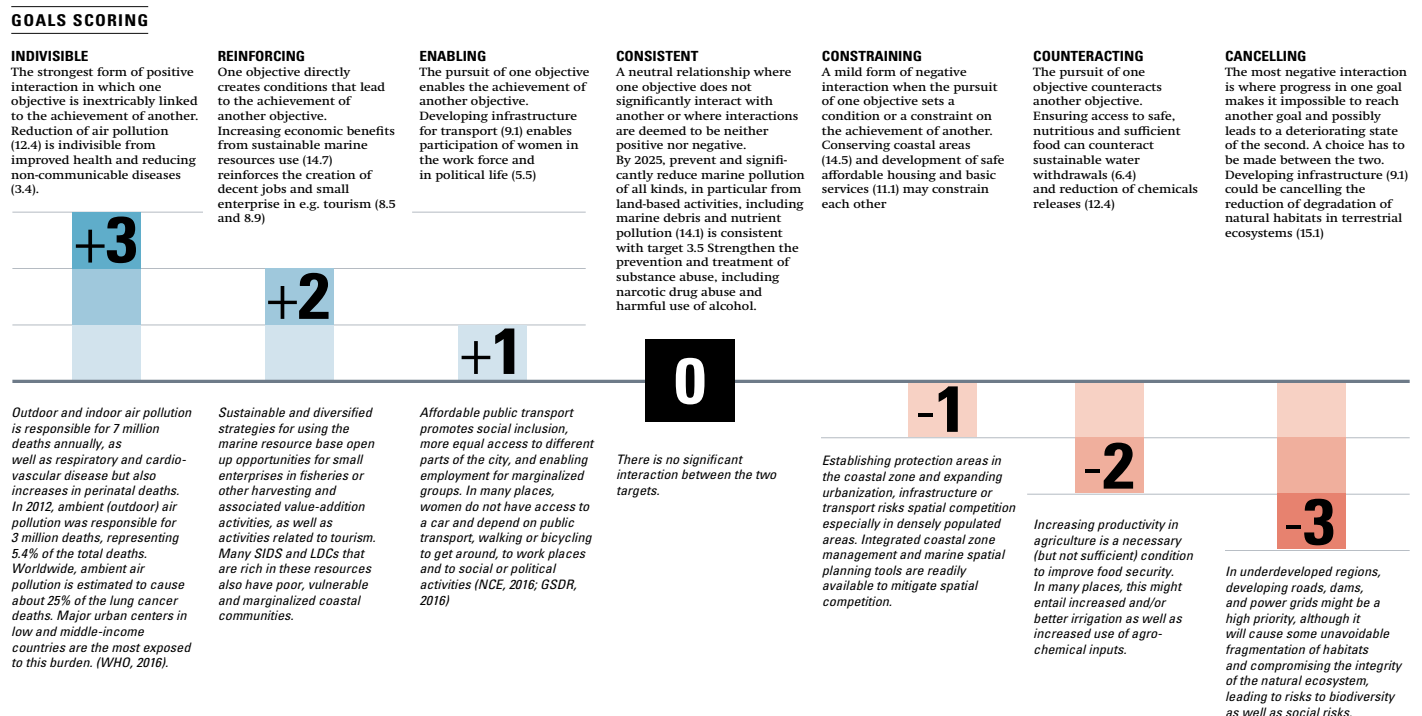 GOALS SCORING
INDIVISIBLE
The strongest form of positive
interaction in which one
objective is inextricably linked
to the achievement of another.
Reduction of air pollution
(12.4) is indivisible from
improved health and reducing
non-communicable diseases
(3.4).
+3
Outdoor and indoor air pollution
is responsible for 7 million
deaths annually, as
well as respiratory and cardio-
vascular disease but also
increases in perinatal deaths.
In 2012, ambient (outdoor) air
pollution was responsible for
3 million deaths, representing
5.4% of the total deaths.
Worldwide, ambient air
pollution is estimated to cause
about 25% of the lung cancer
deaths. Major urban centers in
low and middle-income
countries are the most exposed
to this burden. (WHO, 2016).
REINFORCING
One objective directly
creates conditions that lead
to the achievement of
another objective.
Increasing economic benefits
from sustainable marine
resources use (14.7)
reinforces the creation of
decent jobs and small
enterprise in e.g. tourism (8.5
and 8.9)
+2
Sustainable and diversified
strategies for using the
marine resource base open
up opportunities for small
enterprises in fisheries or
other harvesting and
associated value-addition
activities, as well as
activities related to tourism.
Many SIDS and LDCs that
are rich in these resources
also have poor, vulnerable
and marginalized coastal
communities.
ENABLING
The pursuit of one objective
enables the achievement of
another objective.
Developing infrastructure
for transport (9.1) enables
participation of women in
the work force and
in political life (5.5)
+1
Affordable public transport
promotes social inclusion,
more equal access to different
parts of the city, and enabling
employment for marginalized
groups. In many places,
women do not have access to
a car and depend on public
transport, walking or bicycling
to get around, to work places
and to social or political
activities (NCE, 2016; GSDR,
2016)
CONSISTENT
A neutral relationship where
one objective does not
significantly interact with
another or where interactions
are deemed to be neither
positive nor negative.
By 2025, prevent and signifi-
cantly reduce marine pollution
of all kinds, in particular from
land-based activities, including
marine debris and nutrient
pollution (14.1) is consistent
with target 3.5 Strengthen the
prevention and treatment of
substance abuse, including
narcotic drug abuse and
harmful use of alcohol.
0
There is no significant
interaction between the two
targets.
CONSTRAINING
A mild form of negative
interaction when the pursuit
of one objective sets a
condition or a constraint on
the achievement of another.
Conserving coastal areas
(14.5) and development of safe
affordable housing and basic
services (11.1) may constrain
each other
-1
Establishing protection areas in
the coastal zone and expanding
urbanization, infrastructure or
transport risks spatial competition
especially in densely populated
areas. Integrated coastal zone
management and marine spatial
planning tools are readily
available to mitigate spatial
competition.
COUNTERACTING
The pursuit of one
objective counteracts
another objective.
Ensuring access to safe,
nutritious and sufficient
food can counteract
sustainable water
withdrawals (6.4)
and reduction of chemicals
releases (12.4)
-2
Increasing productivity in
agriculture is a necessary
(but not sufficient) condition
to improve food security.
In many places, this might
entail increased and/or
better irrigation as well as
increased use of agro-
chemical inputs.
CANCELLING
The most negative interaction
is where progress in one goal
makes it impossible to reach
another goal and possibly
leads to a deteriorating state
of the second. A choice has to
be made between the two.
Developing infrastructure (9.1)
could be cancelling the
reduction of degradation of
natural habitats in terrestrial
ecosystems (15.1)
-3
In underdeveloped regions,
developing roads, dams,
and power grids might be a
high priority, although it
will cause some unavoidable
fragmentation of habitats
and compromising the integrity
of the natural ecosystem,
leading to risks to biodiversity
as well as social risks.